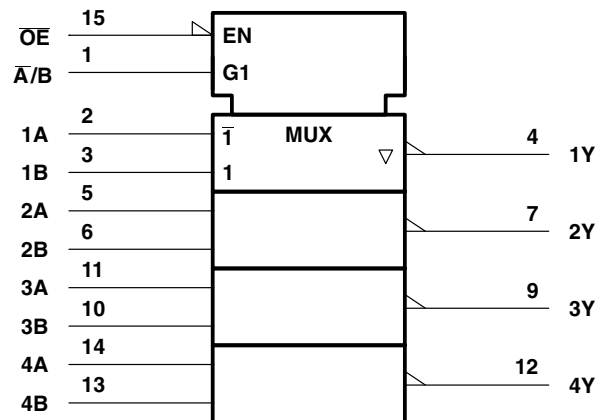 O̅E̅ 15 EN
A̅/B 1 G1
MUX
1A 2 1̅
4 1Y
1B 3 1
2A 5
7 2Y
2B 6
3A 11
9 3Y
3B 10
4A 14
12 4Y
4B 13